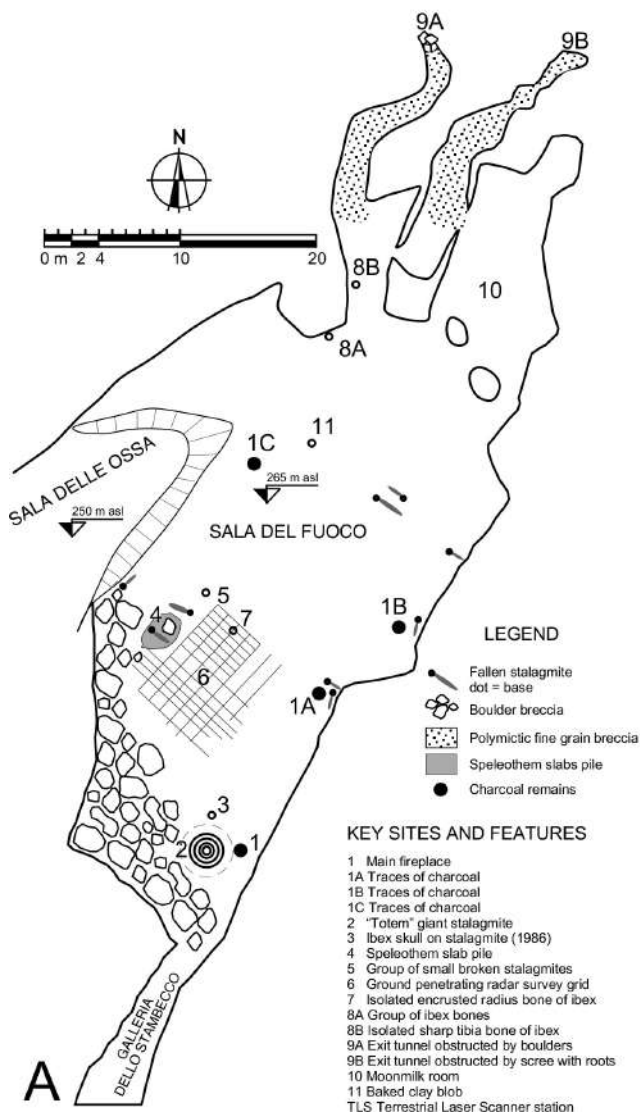 9A
9B
N
0 m 2 4 10 20
8B
10
8A
11
1C
SALA DELLE OSSA
265 m asl
250 m asl
SALA DEL FUOCO
5
1B
4
7
LEGEND
6
Fallen stalagmite
dot = base
1A
Boulder breccia
Polymictic fine grain breccia
Speleothem slabs pile
Charcoal remains
3
2
1
KEY SITES AND FEATURES
1 Main fireplace
1A Traces of charcoal
1B Traces of charcoal
1C Traces of charcoal
2 "Totem" giant stalagmite
3 Ibex skull on stalagmite (1986)
4 Speleothem slab pile
5 Group of small broken stalagmites
6 Ground penetrating radar survey grid
7 Isolated encrusted radius bone of ibex
8A Group of ibex bones
8B Isolated sharp tibia bone of ibex
9A Exit tunnel obstructed by boulders
9B Exit tunnel obstructed by scree with roots
10 Moonmilk room
11 Baked clay blob
TLS Terrestrial Laser Scanner station
GALLERIA
DELLO STAMBECCO
A